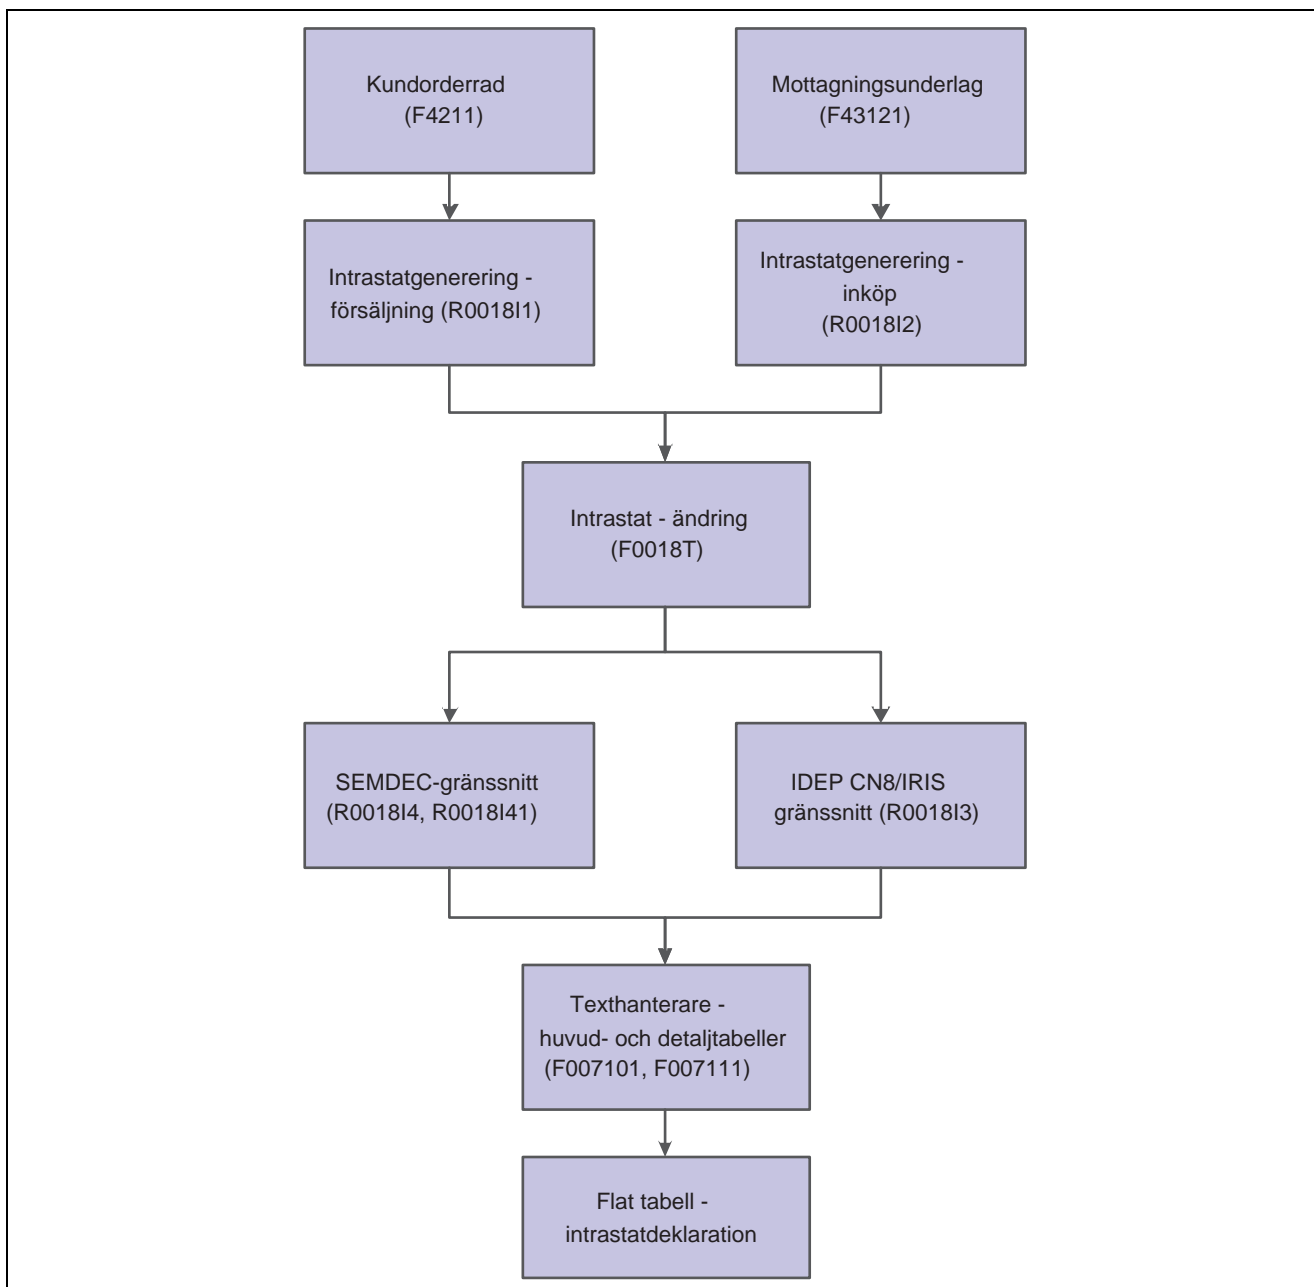 Kundorderrad
(F4211)
Mottagningsunderlag
(F43121)
Intrastatgenerering -
försäljning (R0018I1)
Intrastatgenerering -
inköp
(R0018I2)
Intrastat - ändring
(F0018T)
SEMDEC-gränssnitt
(R0018I4, R0018I41)
IDEP CN8/IRIS
gränssnitt (R0018I3)
Texthanterare -
huvud- och detaljtabeller
(F007101, F007111)
Flat tabell -
intrastatdeklaration